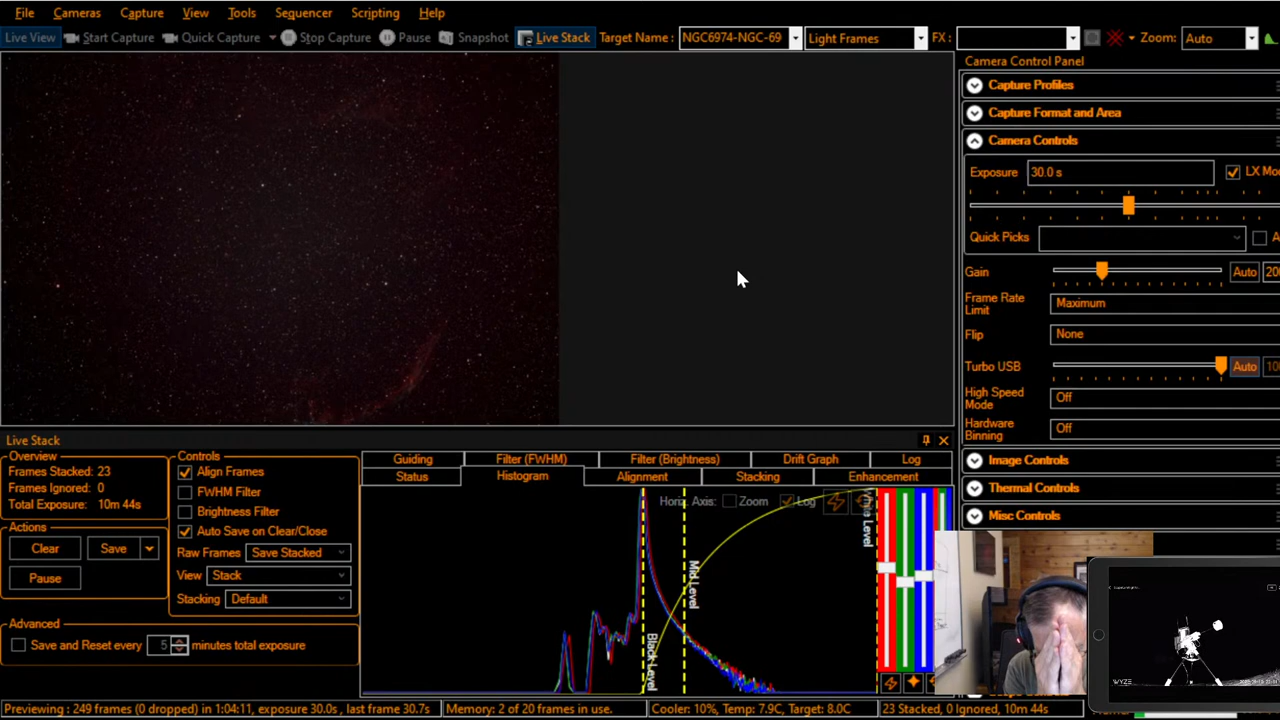 File Cameras Capture View Tools Sequencer Scripting Help
Live View Start Capture Quick Capture Stop Capture Pause Snapshot Live Stack Target Name : NGC6974-NGC-69 Light Frames FX : Zoom: Auto
Camera Control Panel
Capture Profiles
Capture Format and Area
Camera Controls
Exposure 30.0 s LX
Quick Picks
Gain Auto
Frame Rate
Limit
Maximum
Flip None
Turbo USB Auto
High Speed
Mode
Off
Hardware
Binning
Off
Image Controls
Thermal Controls
Misc Controls
Live Stack
Overview
Frames Stacked: 23
Frames Ignored: 0
Total Exposure: 10m 44s
Actions
Clear Save
Pause
Controls
Align Frames
FWHM Filter
Brightness Filter
Auto Save on Clear/Close
Raw Frames Save Stacked
View Stack
Stacking Default
Advanced
Save and Reset every 5 minutes total exposure
Guiding Filter (FWHM) Filter (Brightness) Drift Graph Log
Status Histogram Alignment Stacking Enhancement
Axis: Zoom Log
Black Level
Mid Level
White Level
WYZE
Previewing : 249 frames (0 dropped) in 1:04:11, exposure 30.0s, last frame 30.7s Memory: 2 of 20 frames in use. Cooler: 10%, Temp: 7.9C, Target: 8.0C 23 Stacked, 0 Ignored, 10m 44s